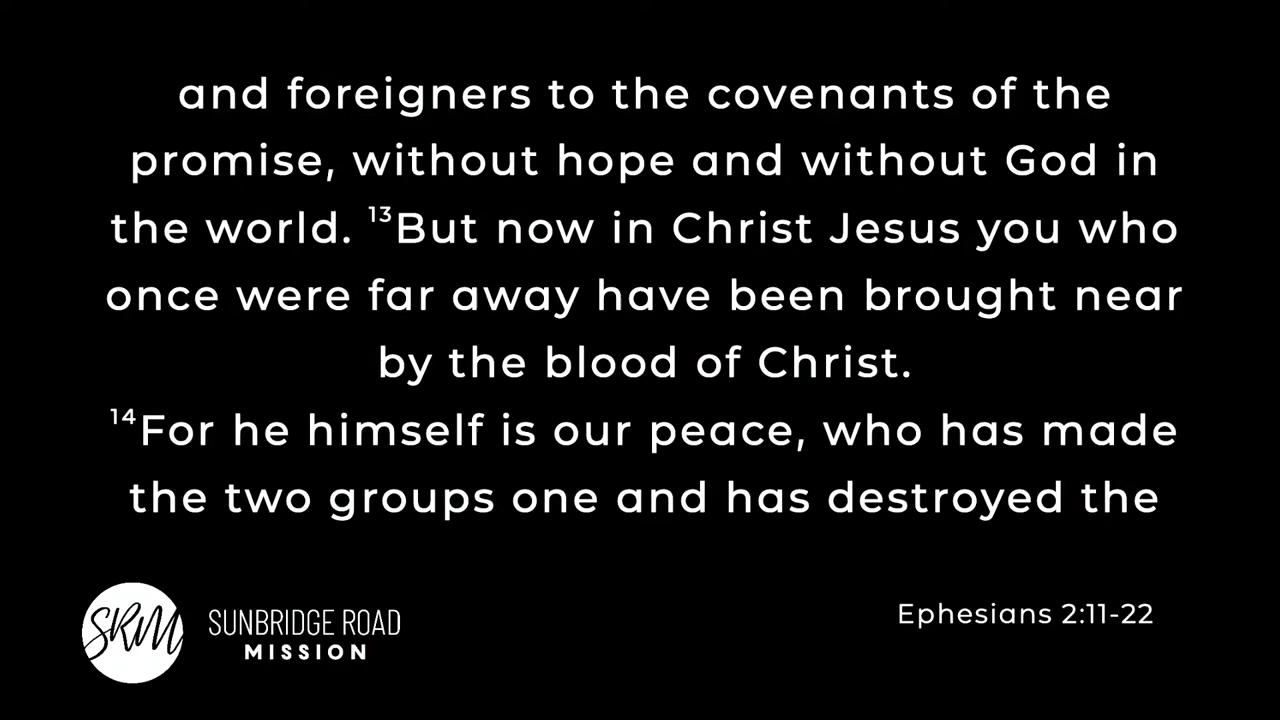 and foreigners to the covenants of the
promise, without hope and without God in
the world. ¹³But now in Christ Jesus you who
once were far away have been brought near
by the blood of Christ.
¹⁴For he himself is our peace, who has made
the two groups one and has destroyed the
SRM
SUNBRIDGE ROAD
MISSION
Ephesians 2:11-22